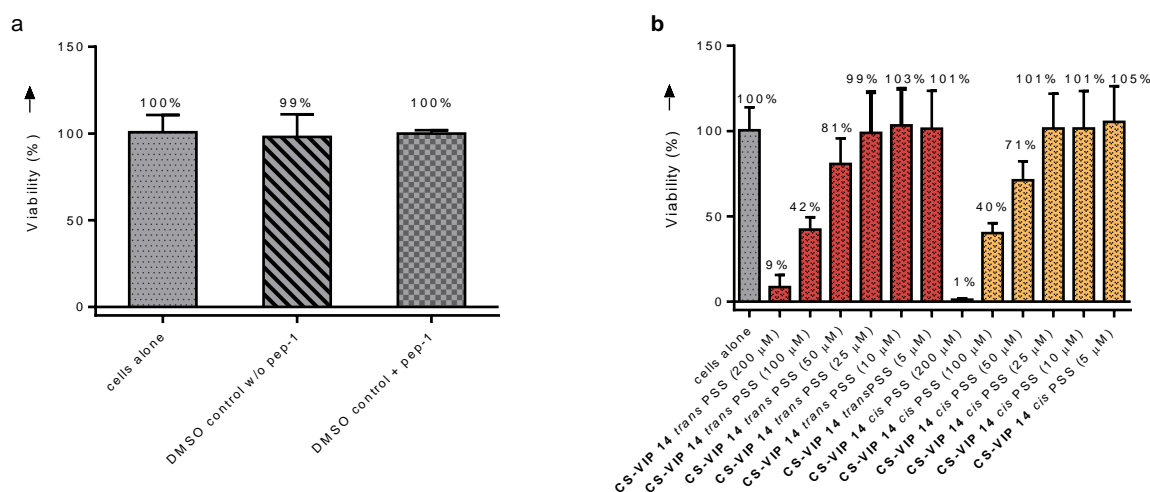 a
150
100
50
0
Viability (%)
100%
99%
100%
cells alone
DMSO control w/o pep-1
DMSO control + pep-1
b
150
100
50
0
Viability (%)
100%
9%
42%
81%
99%
103%
101%
1%
40%
71%
101%
101%
105%
cells alone
CS-VIP 14 trans PSS (200 μM)
CS-VIP 14 trans PSS (100 μM)
CS-VIP 14 trans PSS (50 μM)
CS-VIP 14 trans PSS (25 μM)
CS-VIP 14 trans PSS (10 μM)
CS-VIP 14 transPSS (5 μM)
CS-VIP 14 cis PSS (200 μM)
CS-VIP 14 cis PSS (100 μM)
CS-VIP 14 cis PSS (50 μM)
CS-VIP 14 cis PSS (25 μM)
CS-VIP 14 cis PSS (10 μM)
CS-VIP 14 cis PSS (5 μM)